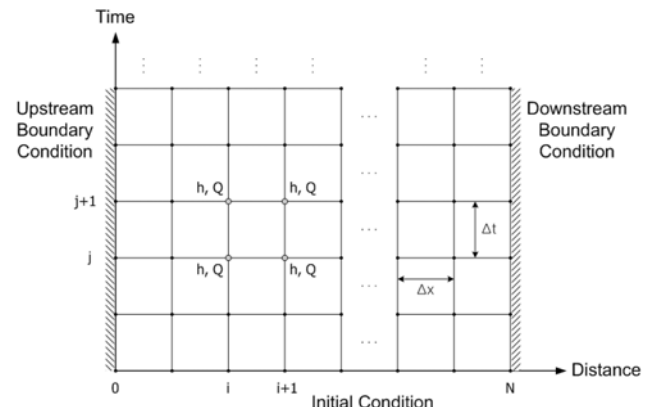 Time
Upstream
Boundary
Condition
Downstream
Boundary
Condition
h, Q h, Q
j+1
Δt
j
h, Q h, Q
Δx
Distance
0 i i+1 N
Initial Condition